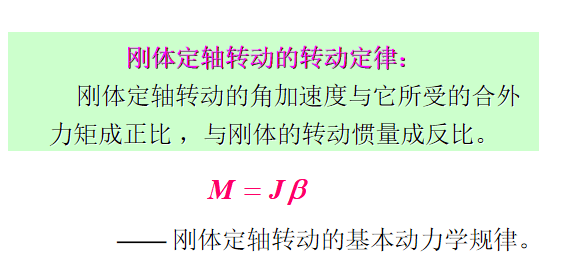 刚体定轴转动的转动定律：
刚体定轴转动的角加速度与它所受的合外
力矩成正比 ，与刚体的转动惯量成反比。
M = Jβ
—— 刚体定轴转动的基本动力学规律。